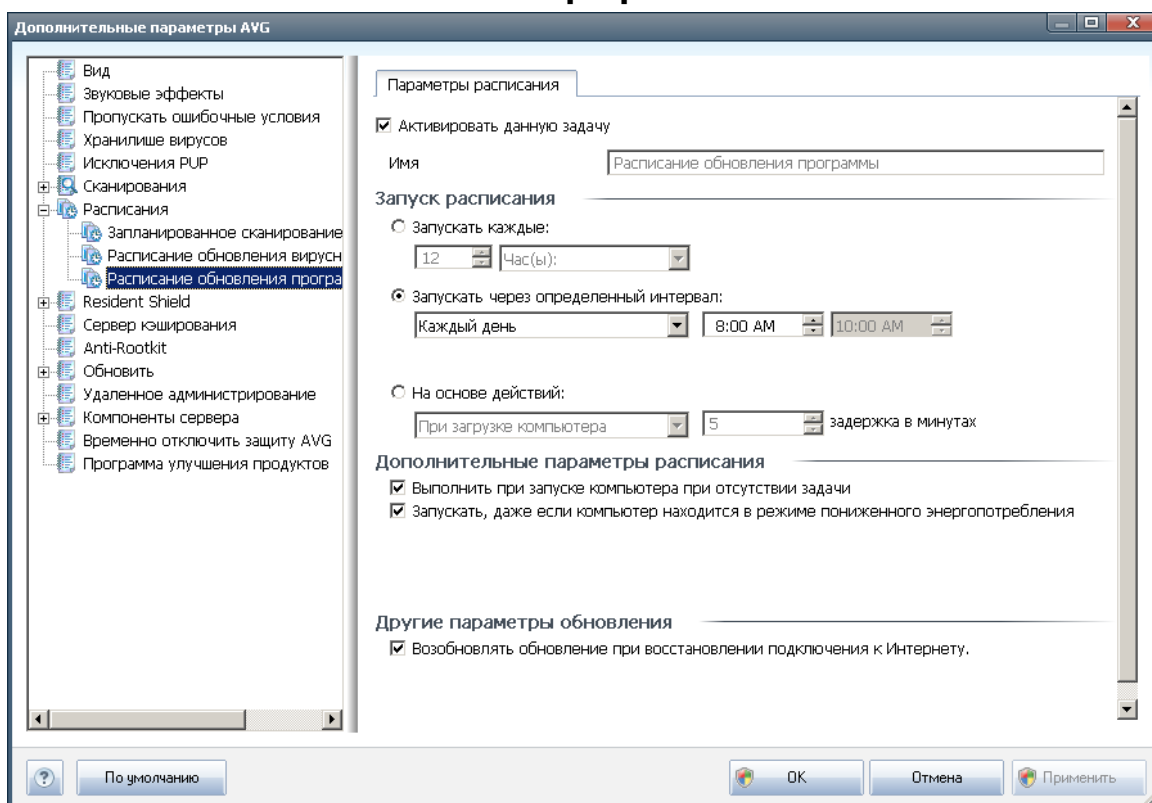 Дополнительные параметры AVG
Вид
Звуковые эффекты
Пропускать ошибочные условия
Хранилише вирусов
Исключения PUP
Сканирования
Расписания
Запланированное сканирование
Расписание обновления вирусн
Расписание обновления програ
Resident Shield
Сервер кэширования
Anti-Rootkit
Обновить
Удаленное администрирование
Компоненты сервера
Временно отключить защиту AVG
Программа улучшения продуктов
Параметры расписания
Активировать данную задачу
Имя Расписание обновления программы
Запуск расписания
Запускать каждые:
12 Час(ы):
Запускать через определенный интервал:
Каждый день 8:00 AM 10:00 AM
На основе действий:
При загрузке компьютера 5 задержка в минутах
Дополнительные параметры расписания
Выполнить при запуске компьютера при отсутствии задачи
Запускать, даже если компьютер находится в режиме пониженного энергопотребления
Другие параметры обновления
Возобновлять обновление при восстановлении подключения к Интернету.
? По умолчанию OK Отмена Применить